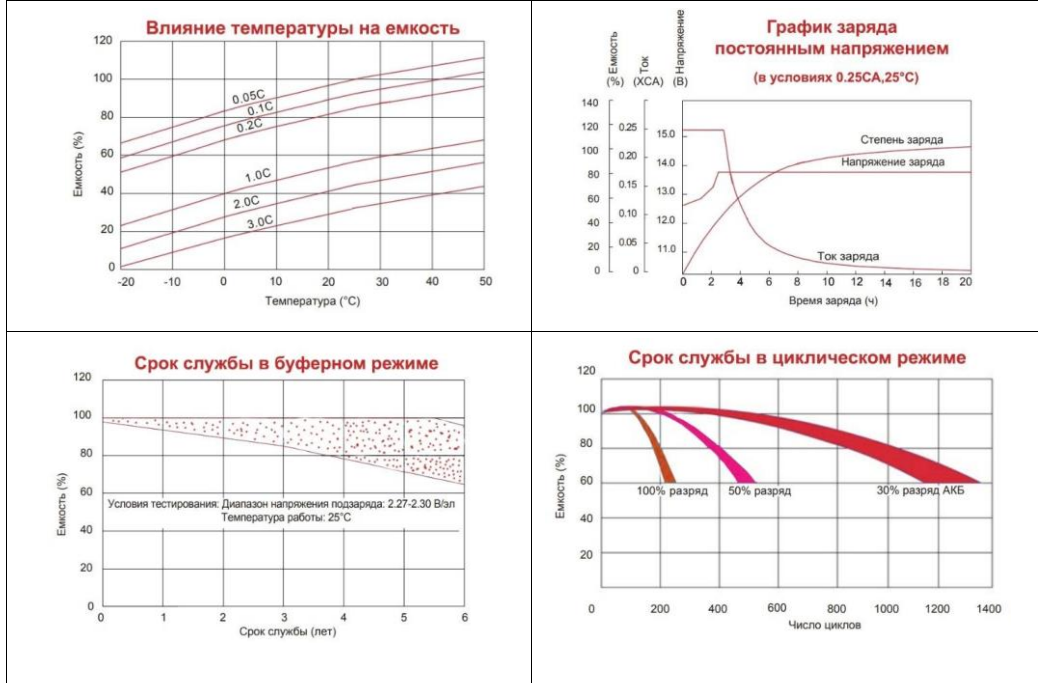 Влияние температуры на емкость
120
100
80
60
40
20
0
Емкость (%)
0.05C
0.1C
0.2C
1.0C
2.0C
3.0C
-20 -10 0 10 20 30 40 50
Температура (°C)
График заряда
постоянным напряжением
(в условиях 0.25CA,25°C)
Емкость (%)
Ток (XCA)
Напряжение (В)
140
120 0.25 15.0
100 0.20 14.0
80 0.15 13.0
60 0.10 12.0
40
20 0.05 11.0
0 0
Степень заряда
Напряжение заряда
Ток заряда
0 2 4 6 8 10 12 14 16 18 20
Время заряда (ч)
Срок службы в буферном режиме
120
100
80
60
40
20
0
Емкость (%)
Условия тестирования: Диапазон напряжения подзаряда: 2.27-2.30 В/эл
Температура работы: 25°C
0 1 2 3 4 5 6
Срок службы (лет)
Срок службы в циклическом режиме
120
100
80
60
40
20
Емкость (%)
100% разряд
50% разряд
30% разряд АКБ
0 200 400 600 800 1000 1200 1400
Число циклов